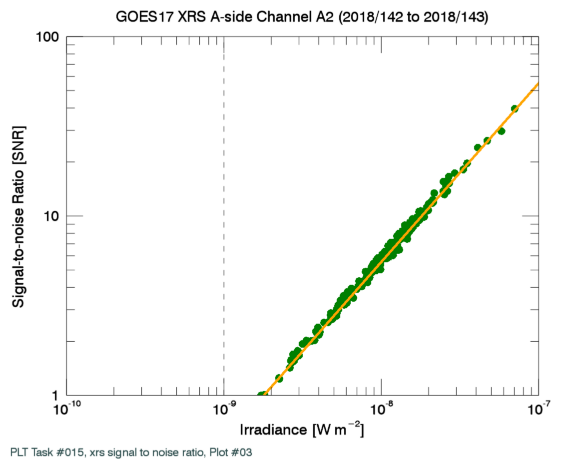 GOES17 XRS A-side Channel A2 (2018/142 to 2018/143)
100
10
1
Signal-to-noise Ratio [SNR]
10⁻¹⁰ 10⁻⁹ 10⁻⁸ 10⁻⁷
Irradiance [W m⁻²]
PLT Task #015, xrs signal to noise ratio, Plot #03